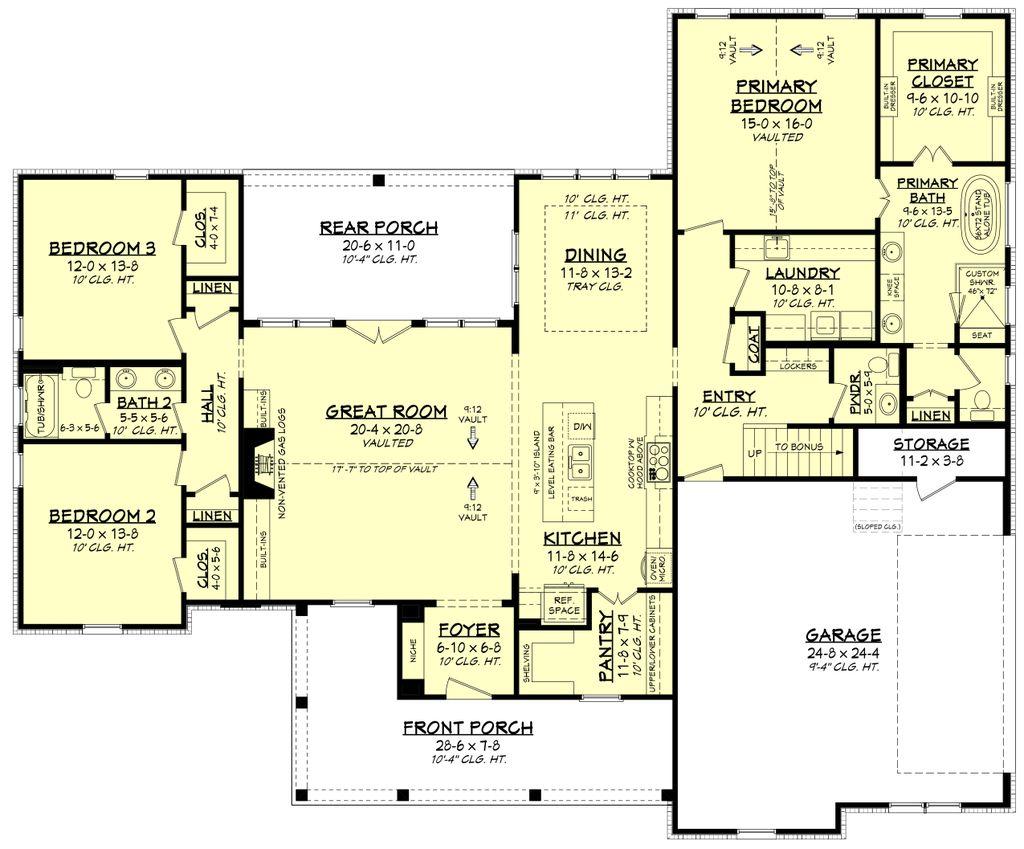 9:12
VAULT
9:12
VAULT
PRIMARY
BEDROOM
15-0 x 16-0
VAULTED
15'-8" TO TOP
OF VAULT
PRIMARY
CLOSET
9-6 x 10-10
10' CLG. HT.
BUILT-IN
DRESSER
BUILT-IN
DRESSER
PRIMARY
BATH
9-6 x 13-5
10' CLG. HT.
36X72 STAND
ALONE TUB
KNEE
SPACE
CUSTOM
SHWR.
46" x 72"
SEAT
BEDROOM 3
12-0 x 13-8
10' CLG. HT.
CLOS.
4-0 x 7-4
LINEN
REAR PORCH
20-6 x 11-0
10'-4" CLG. HT.
10' CLG. HT.
11' CLG. HT.
DINING
11-8 x 13-2
TRAY CLG.
LAUNDRY
10-8 x 8-1
10' CLG. HT.
COAT
LOCKERS
ENTRY
10' CLG. HT.
PWDR.
5-0 x 5-9
LINEN
UP
TO BONUS
STORAGE
11-2 x 3-8
TUB/SHWR
6-3 x 5-6
BATH 2
5-5 x 5-6
10' CLG. HT.
HALL
10' CLG. HT.
BUILT-INS
NON-VENTED GAS LOGS
BUILT-INS
GREAT ROOM
20-4 x 20-8
VAULTED
17'-7" TO TOP OF VAULT
9:12
VAULT
9:12
VAULT
9' x 3'-10" ISLAND
LEVEL EATING BAR
D/W
TRASH
COOKTOP W/
HOOD ABOVE
KITCHEN
11-8 x 14-6
10' CLG. HT.
OVEN/
MICRO.
BEDROOM 2
12-0 x 13-8
10' CLG. HT.
LINEN
CLOS.
4-0 x 5-6
REF.
SPACE
PANTRY
11-8 x 7-9
10' CLG. HT.
UPPER/LOWER CABINETS
SHELVING
NICHE
FOYER
6-10 x 6-8
10' CLG. HT.
FRONT PORCH
28-6 x 7-8
10'-4" CLG. HT.
(SLOPED CLG.)
GARAGE
24-8 x 24-4
9'-4" CLG. HT.